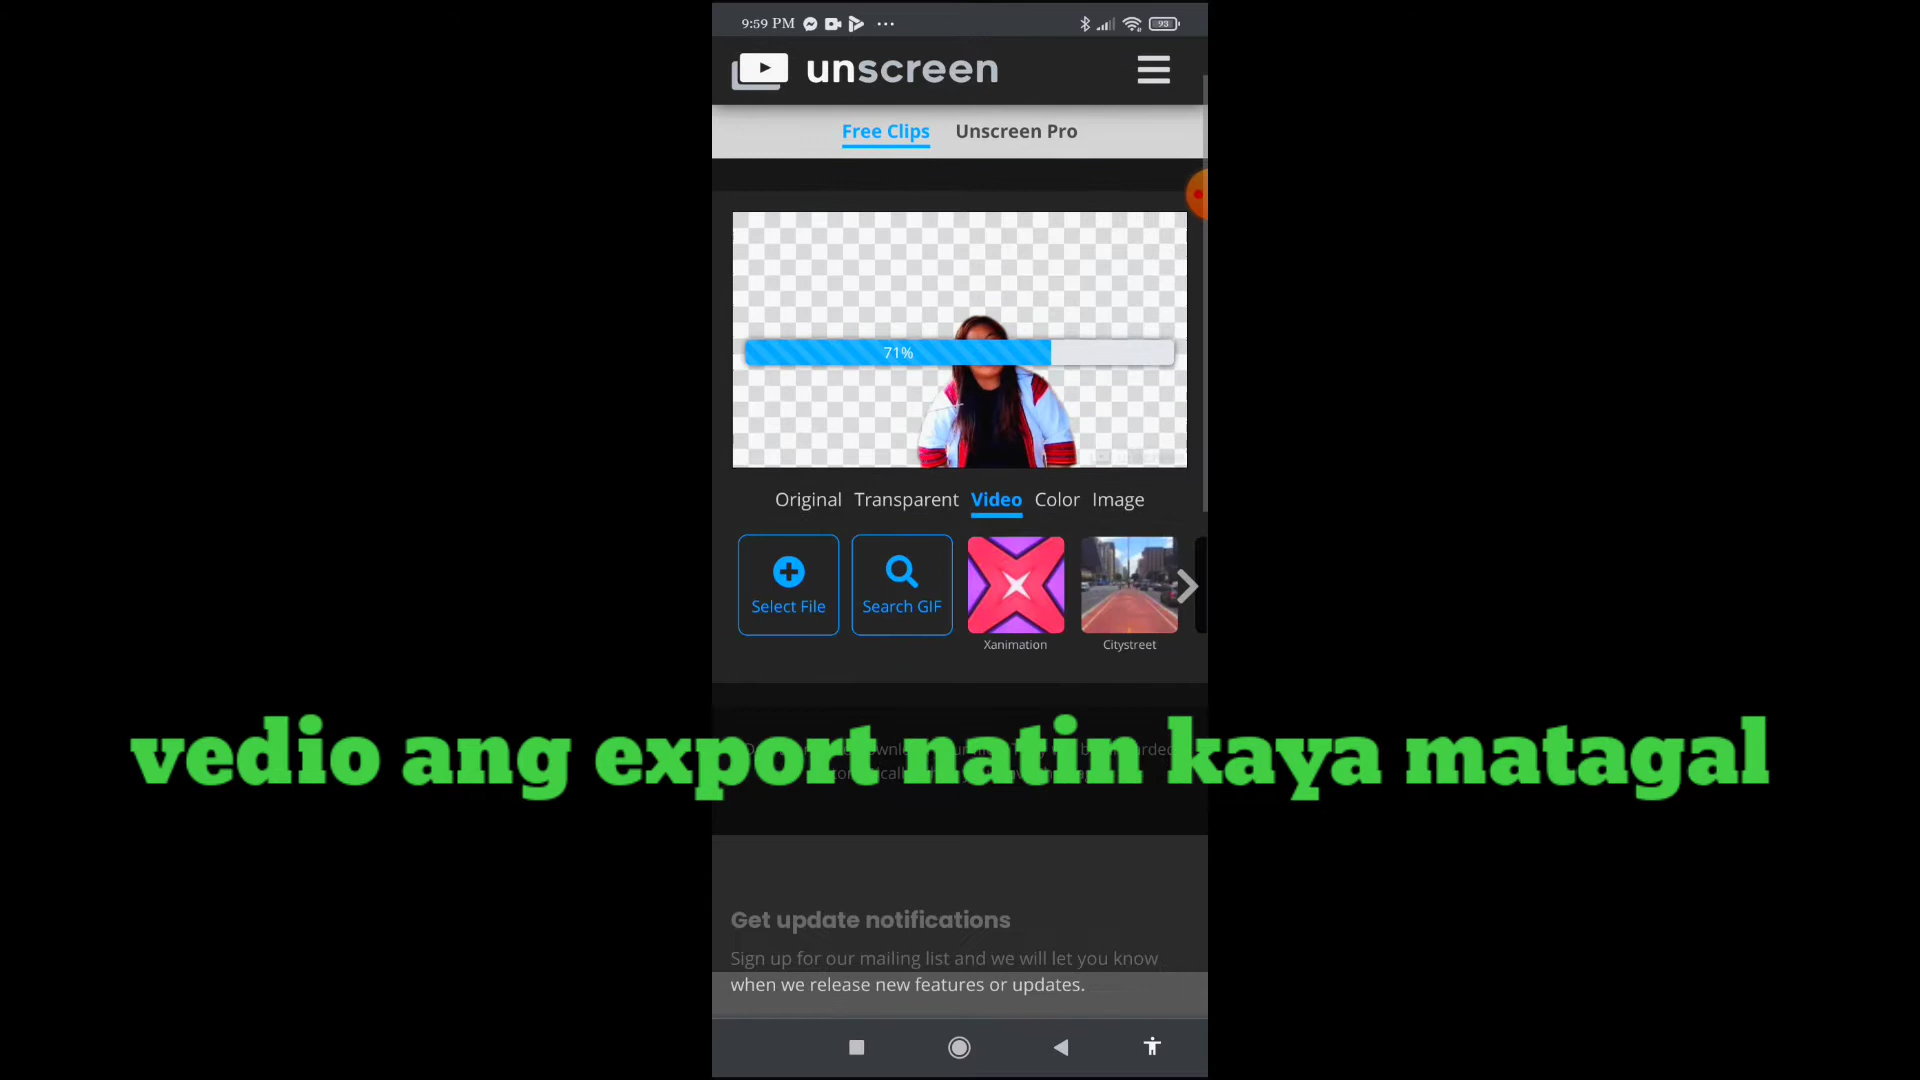 9:59 PM
93
unscreen
Free Clips Unscreen Pro
71%
Original Transparent Video Color Image
Select File Search GIF
Xanimation Citystreet
vedio ang export natin kaya matagal
Get update notifications
Sign up for our mailing list and we will let you know
when we release new features or updates.